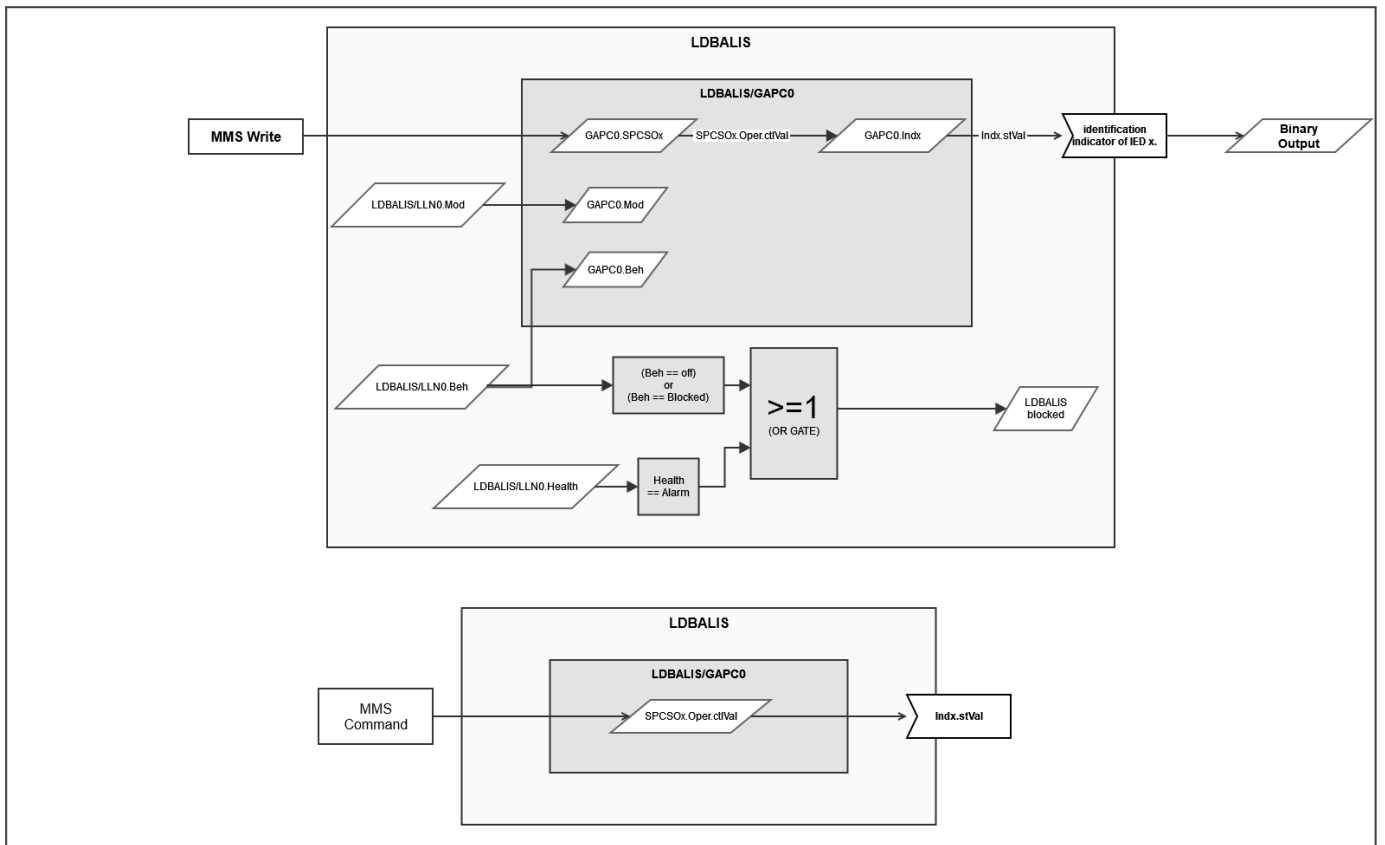 LDBALIS
LDBALIS/GAPC0
MMS Write
GAPC0.SPCSOx
SPCSOx.Oper.ctlVal
GAPC0.Indx
Indx.stVal
identification
indicator of IED x.
Binary
Output
LDBALIS/LLN0.Mod
GAPC0.Mod
GAPC0.Beh
LDBALIS/LLN0.Beh
(Beh == off)
or
(Beh == Blocked)
>=1
(OR GATE)
LDBALIS
blocked
LDBALIS/LLN0.Health
Health
== Alarm
LDBALIS
LDBALIS/GAPC0
MMS
Command
SPCSOx.Oper.ctlVal
Indx.stVal